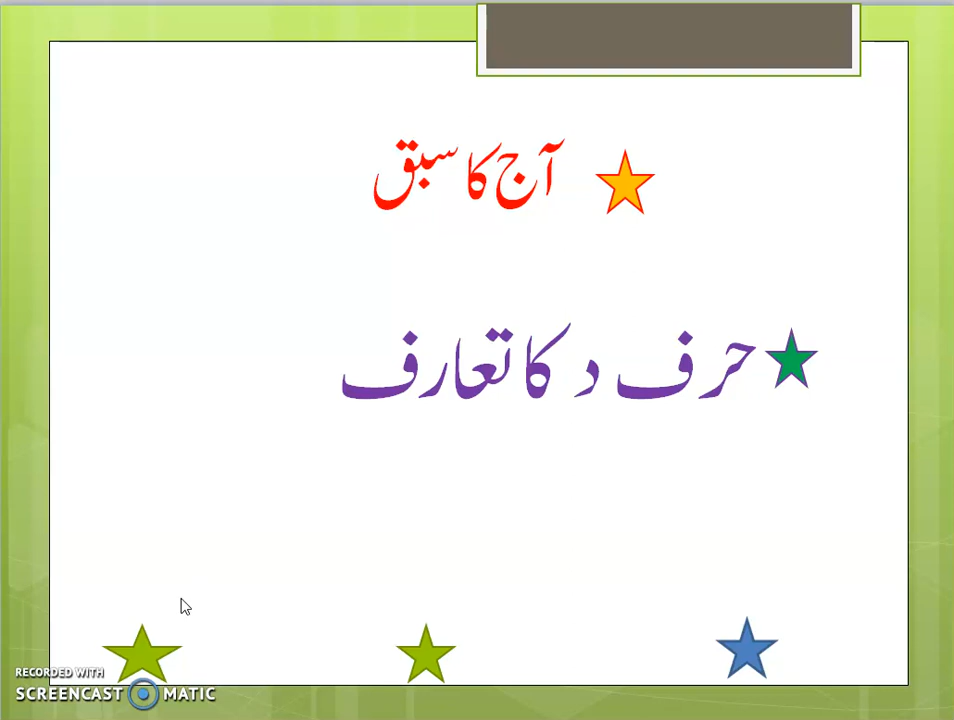 آج کا سبق
حرف د کا تعارف
RECORDED WITH
SCREENCAST MATIC